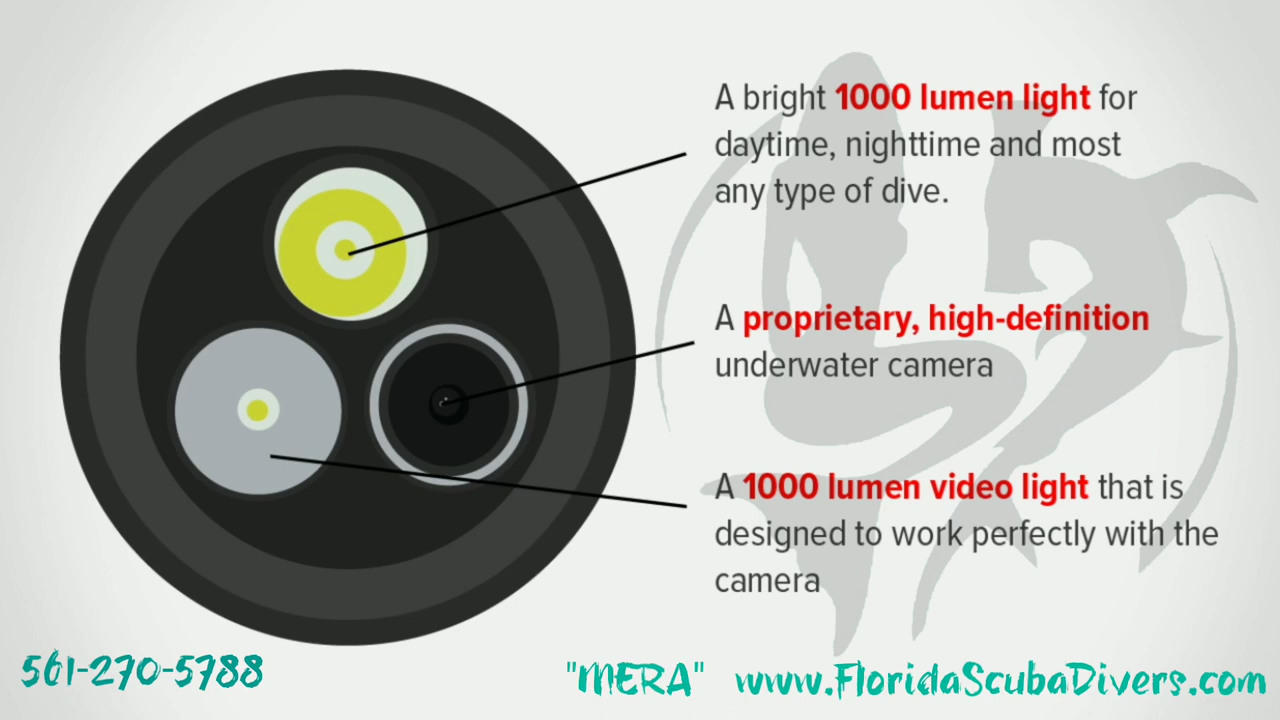 A bright 1000 lumen light for
daytime, nighttime and most
any type of dive.
A proprietary, high-definition
underwater camera
A 1000 lumen video light that is
designed to work perfectly with the
camera
561-270-5788
"MERA" www.FloridaScubaDivers.com